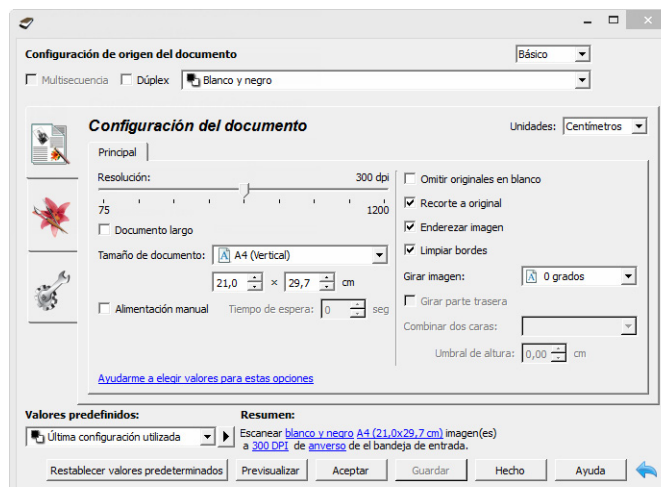 Configuración de origen del documento
Básico
Multisecuencia Dúplex Blanco y negro
Configuración del documento
Unidades: Centímetros
Principal
Resolución: 300 dpi
75 1200
Documento largo
Tamaño de documento: A4 (Vertical)
21,0 × 29,7 cm
Alimentación manual Tiempo de espera: 0 seg
Ayudarme a elegir valores para estas opciones
Omitir originales en blanco
Recorte a original
Enderezar imagen
Limpiar bordes
Girar imagen: 0 grados
Girar parte trasera
Combinar dos caras:
Umbral de altura: 0,00 cm
Valores predefinidos:
Última configuración utilizada
Resumen:
Escanear blanco y negro A4 (21,0x29,7 cm) imagen(es)
a 300 DPI de anverso de el bandeja de entrada.
Restablecer valores predeterminados Previsualizar Aceptar Guardar Hecho Ayuda